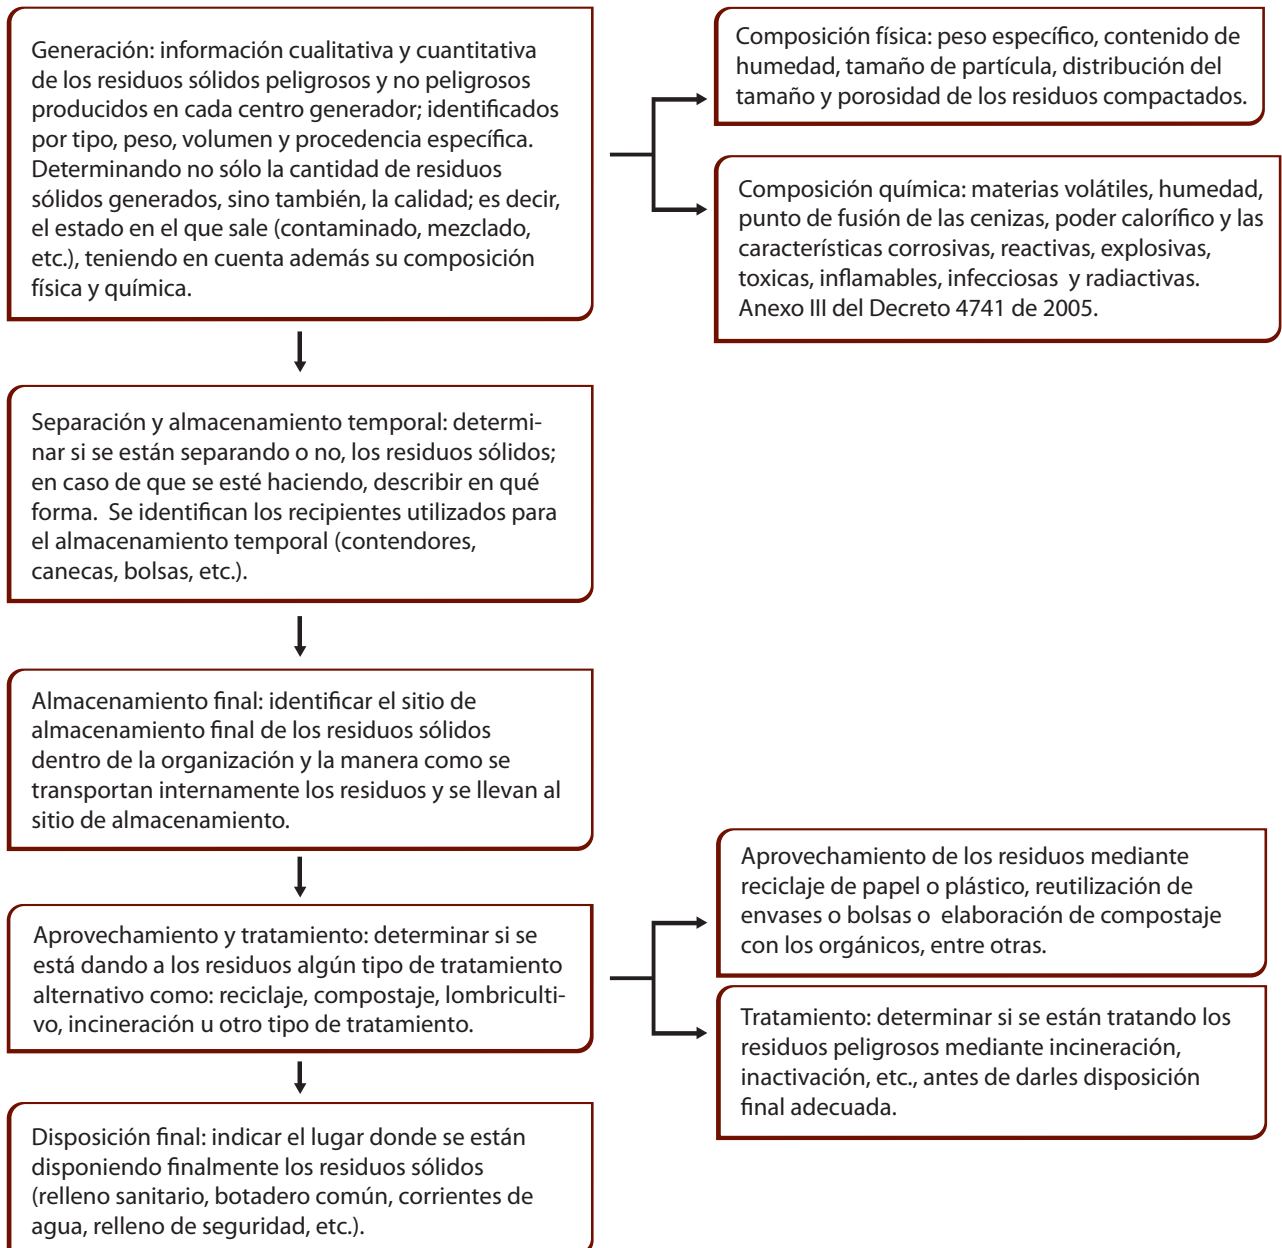 Generación: información cualitativa y cuantitativa
de los residuos sólidos peligrosos y no peligrosos
producidos en cada centro generador; identificados
por tipo, peso, volumen y procedencia específica.
Determinando no sólo la cantidad de residuos
sólidos generados, sino también, la calidad; es decir,
el estado en el que sale (contaminado, mezclado,
etc.), teniendo en cuenta además su composición
física y química.
Composición física: peso específico, contenido de
humedad, tamaño de partícula, distribución del
tamaño y porosidad de los residuos compactados.
Composición química: materias volátiles, humedad,
punto de fusión de las cenizas, poder calorífico y las
características corrosivas, reactivas, explosivas,
toxicas, inflamables, infecciosas y radiactivas.
Anexo III del Decreto 4741 de 2005.
Separación y almacenamiento temporal: determi-
nar si se están separando o no, los residuos sólidos;
en caso de que se esté haciendo, describir en qué
forma. Se identifican los recipientes utilizados para
el almacenamiento temporal (contendores,
canecas, bolsas, etc.).
Almacenamiento final: identificar el sitio de
almacenamiento final de los residuos sólidos
dentro de la organización y la manera como se
transportan internamente los residuos y se llevan al
sitio de almacenamiento.
Aprovechamiento y tratamiento: determinar si se
está dando a los residuos algún tipo de tratamiento
alternativo como: reciclaje, compostaje, lombriculti-
vo, incineración u otro tipo de tratamiento.
Aprovechamiento de los residuos mediante
reciclaje de papel o plástico, reutilización de
envases o bolsas o elaboración de compostaje
con los orgánicos, entre otras.
Tratamiento: determinar si se están tratando los
residuos peligrosos mediante incineración,
inactivación, etc., antes de darles disposición
final adecuada.
Disposición final: indicar el lugar donde se están
disponiendo finalmente los residuos sólidos
(relleno sanitario, botadero común, corrientes de
agua, relleno de seguridad, etc.).